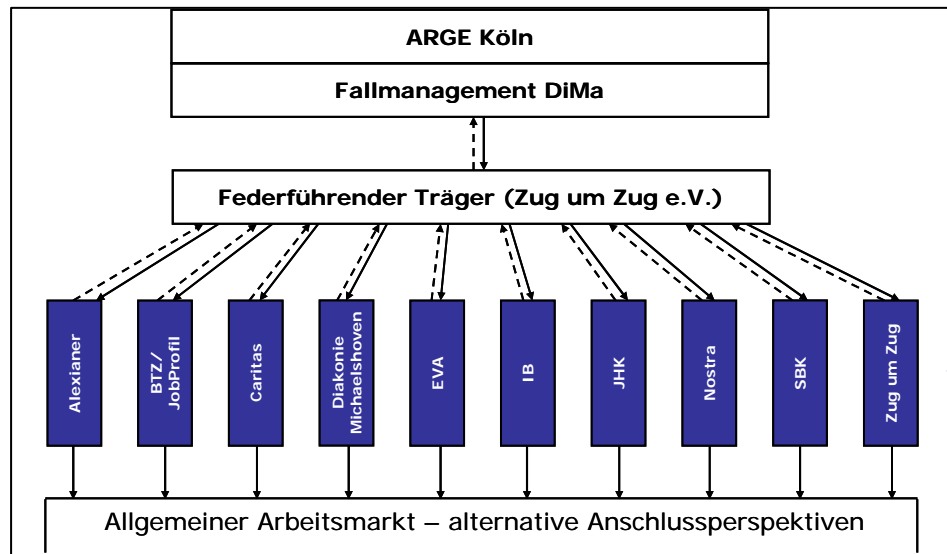 ARGE Köln
Fallmanagement DiMa
Federführender Träger (Zug um Zug e.V.)
Alexianer
BTZ/
JobProfil
Caritas
Diakonie
Michaelshoven
EVA
IB
JHK
Nostra
SBK
Zug um Zug
Allgemeiner Arbeitsmarkt – alternative Anschlussperspektiven